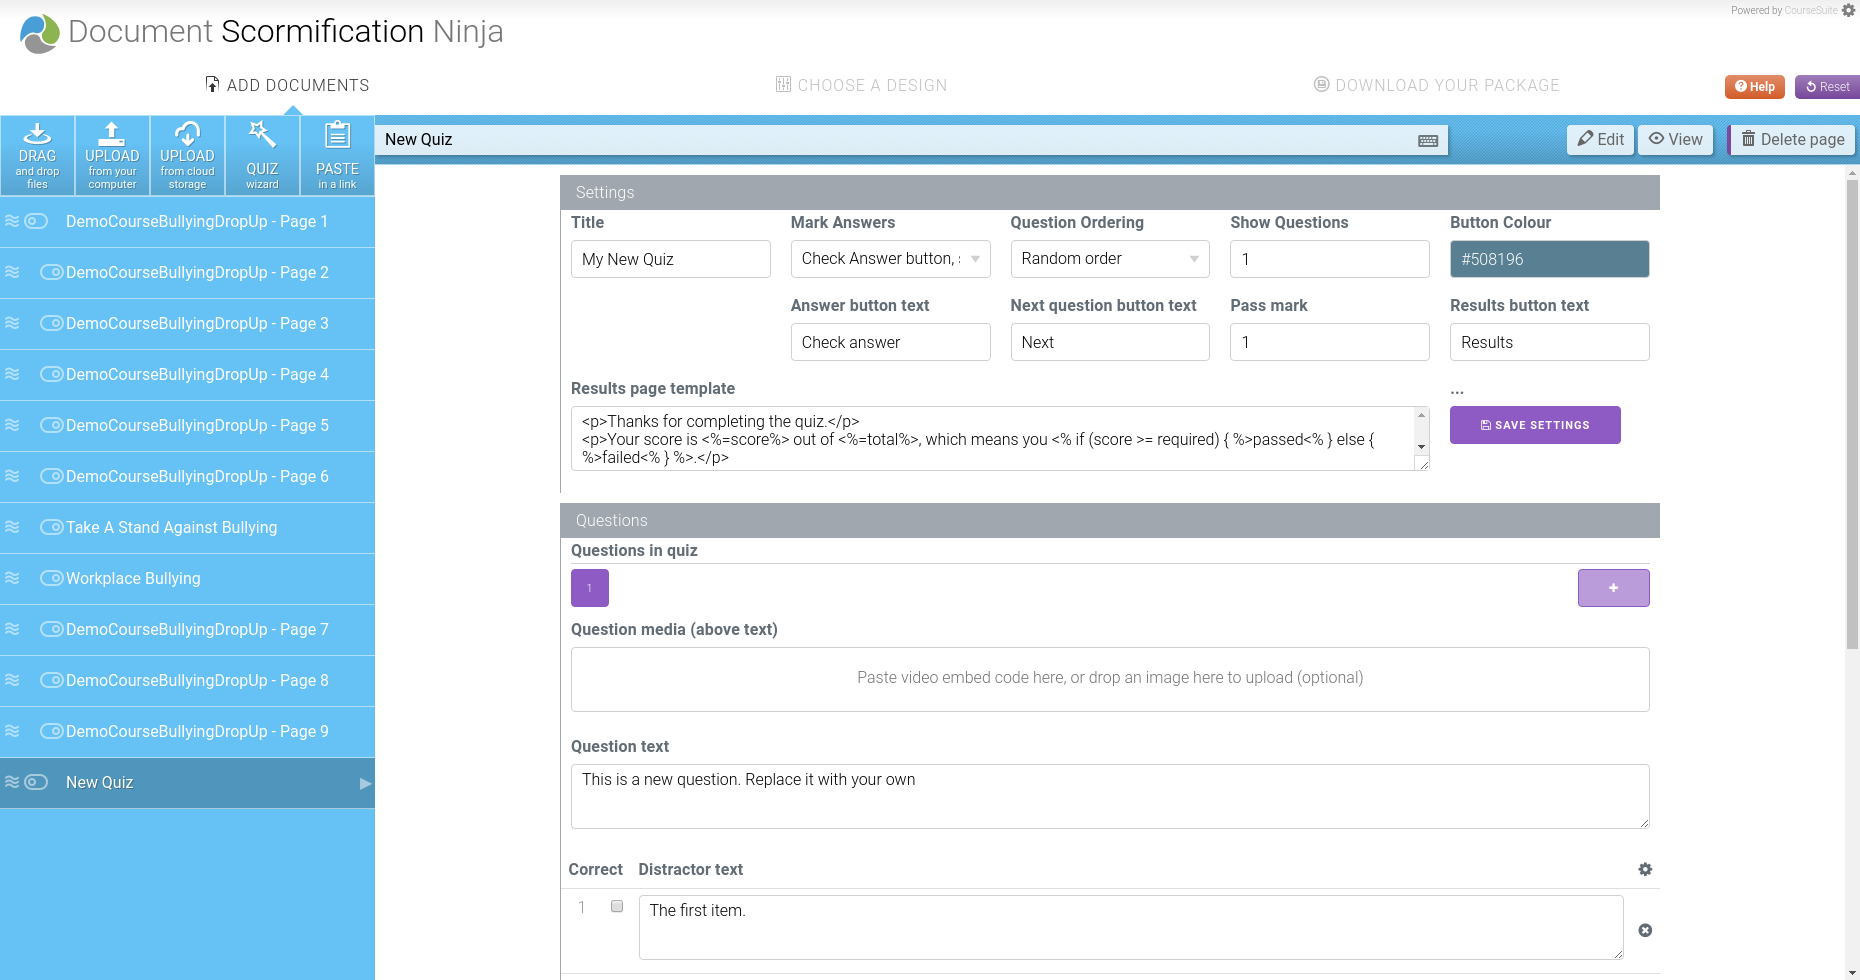 Powered by CourseSuite
Document Scormification Ninja
ADD DOCUMENTS
CHOOSE A DESIGN
DOWNLOAD YOUR PACKAGE
Help
Reset
DRAG
and drop
files
UPLOAD
from your
computer
UPLOAD
from cloud
storage
QUIZ
wizard
PASTE
in a link
New Quiz
Edit
View
Delete page
DemoCourseBullyingDropUp - Page 1
DemoCourseBullyingDropUp - Page 2
DemoCourseBullyingDropUp - Page 3
DemoCourseBullyingDropUp - Page 4
DemoCourseBullyingDropUp - Page 5
DemoCourseBullyingDropUp - Page 6
Take A Stand Against Bullying
Workplace Bullying
DemoCourseBullyingDropUp - Page 7
DemoCourseBullyingDropUp - Page 8
DemoCourseBullyingDropUp - Page 9
New Quiz
Settings
Title
Mark Answers
Question Ordering
Show Questions
Button Colour
My New Quiz
Check Answer button,
Random order
1
#508196
Answer button text
Next question button text
Pass mark
Results button text
Check answer
Next
1
Results
Results page template
...
<p>Thanks for completing the quiz.</p>
<p>Your score is <%=score%> out of <%=total%>, which means you <% if (score >= required) { %>passed<% } else {
%>failed<% } %>.</p>
SAVE SETTINGS
Questions
Questions in quiz
1
+
Question media (above text)
Paste video embed code here, or drop an image here to upload (optional)
Question text
This is a new question. Replace it with your own
Correct
Distractor text
1
The first item.